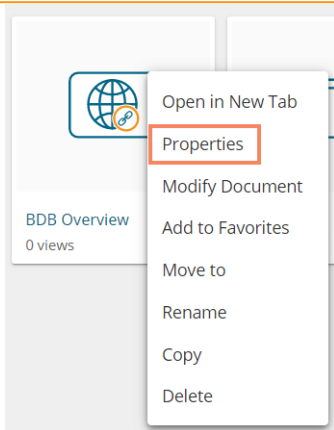 BDB Overview
0 views
Open in New Tab
Properties
Modify Document
Add to Favorites
Move to
Rename
Copy
Delete